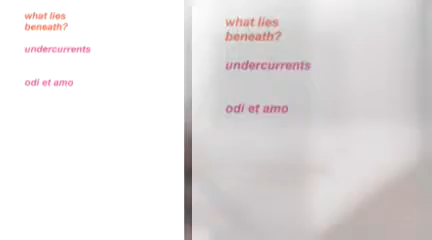 what lies
beneath?
undercurrents
odi et amo
what lies
beneath?
undercurrents
odi et amo